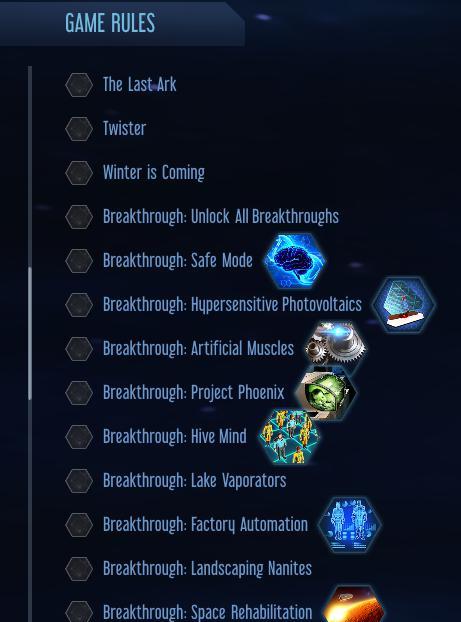 GAME RULES
The Last Ark
Twister
Winter is Coming
Breakthrough: Unlock All Breakthroughs
Breakthrough: Safe Mode
Breakthrough: Hypersensitive Photovoltaics
Breakthrough: Artificial Muscles
Breakthrough: Project Phoenix
Breakthrough: Hive Mind
Breakthrough: Lake Vaporators
Breakthrough: Factory Automation
Breakthrough: Landscaping Nanites
Breakthrough: Space Rehabilitation